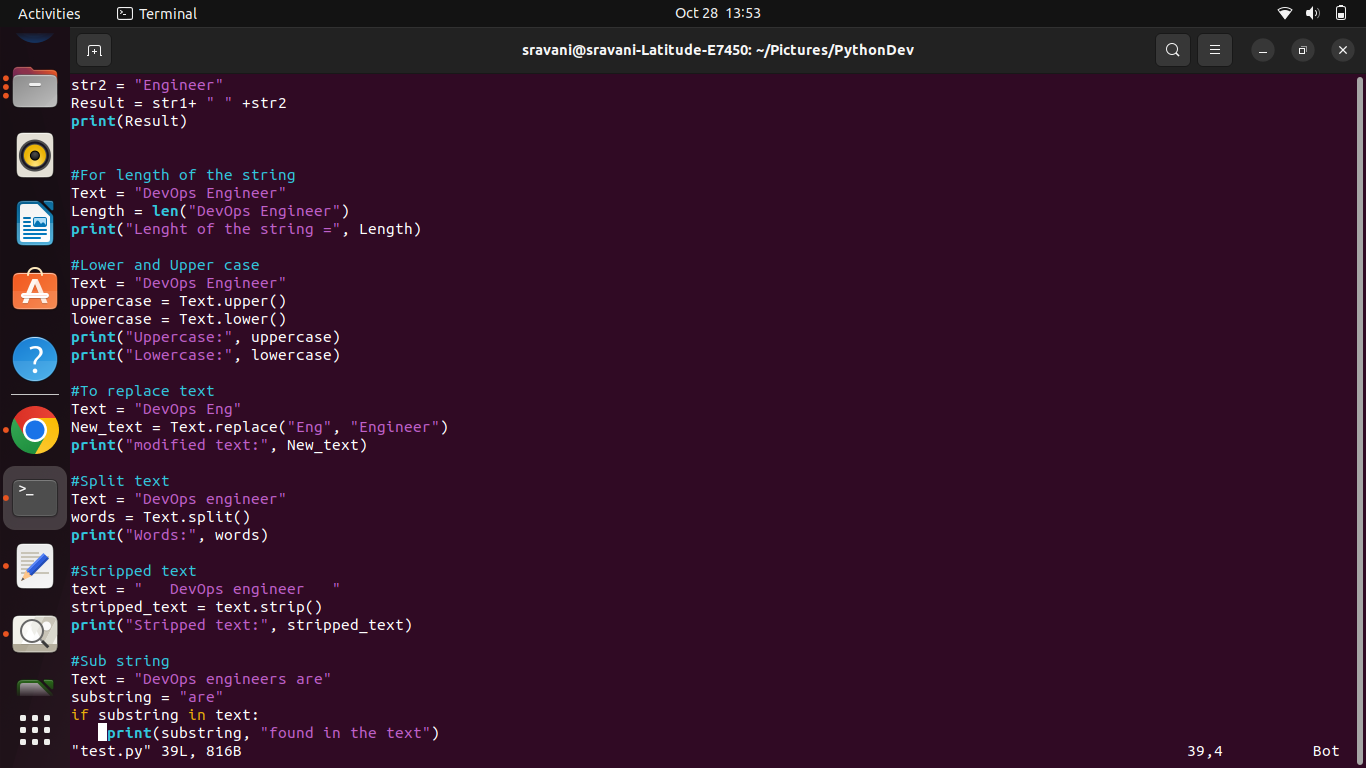 Activities Terminal Oct 28 13:53
sravani@sravani-Latitude-E7450: ~/Pictures/PythonDev
str2 = "Engineer"
Result = str1+ " " +str2
print(Result)
#For length of the string
Text = "DevOps Engineer"
Length = len("DevOps Engineer")
print("Lenght of the string =", Length)
#Lower and Upper case
Text = "DevOps Engineer"
uppercase = Text.upper()
lowercase = Text.lower()
print("Uppercase:", uppercase)
print("Lowercase:", lowercase)
#To replace text
Text = "DevOps Eng"
New_text = Text.replace("Eng", "Engineer")
print("modified text:", New_text)
#Split text
Text = "DevOps engineer"
words = Text.split()
print("Words:", words)
#Stripped text
text = "   DevOps engineer   "
stripped_text = text.strip()
print("Stripped text:", stripped_text)
#Sub string
Text = "DevOps engineers are"
substring = "are"
if substring in text:
    print(substring, "found in the text")
"test.py" 39L, 816B 39,4 Bot